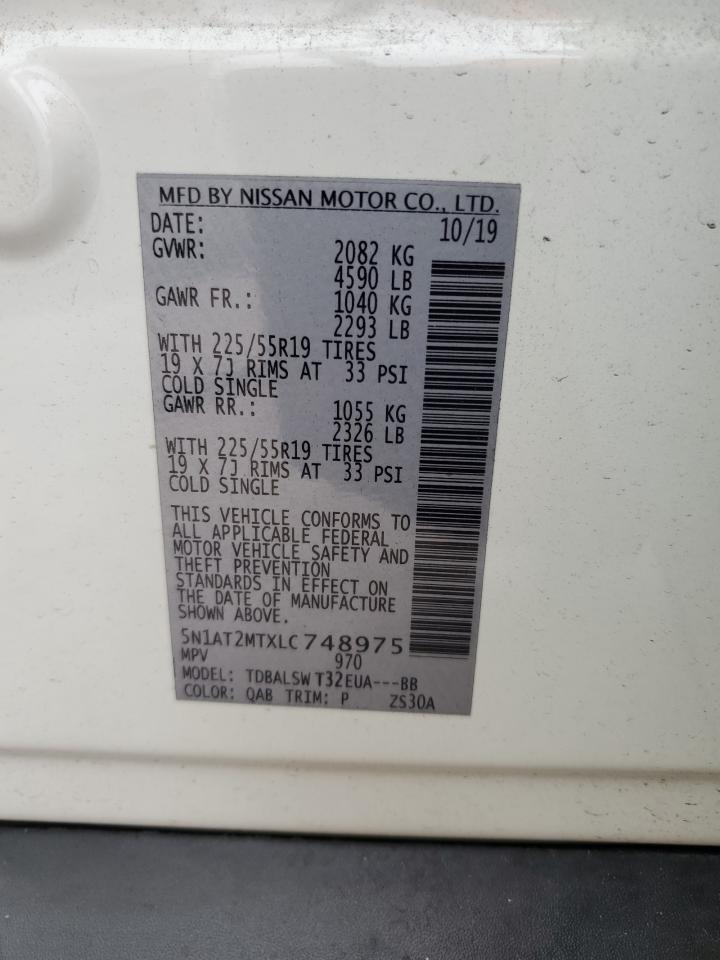 MFD BY NISSAN MOTOR CO., LTD.
DATE: 10/19
GVWR: 2082 KG
4590 LB
GAWR FR.: 1040 KG
2293 LB
WITH 225/55R19 TIRES
19 X 7J RIMS AT 33 PSI
COLD SINGLE
GAWR RR.: 1055 KG
2326 LB
WITH 225/55R19 TIRES
19 X 7J RIMS AT 33 PSI
COLD SINGLE
THIS VEHICLE CONFORMS TO
ALL APPLICABLE FEDERAL
MOTOR VEHICLE SAFETY AND
THEFT PREVENTION
STANDARDS IN EFFECT ON
THE DATE OF MANUFACTURE
SHOWN ABOVE.
5N1AT2MTXLC748975
MPV 970
MODEL: TDBALSW T32EUA---BB
COLOR: QAB TRIM: P ZS30A